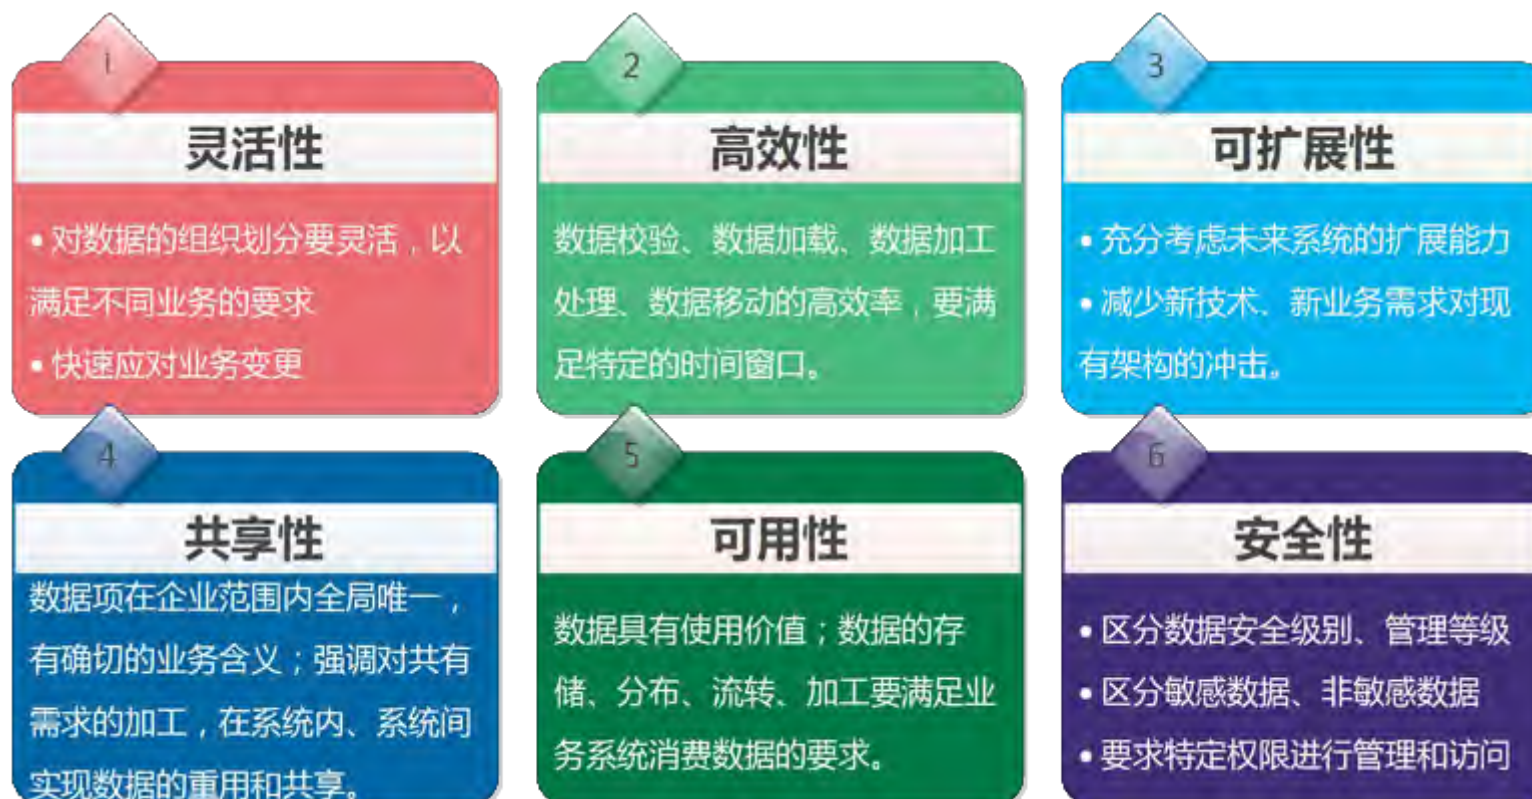 1
灵活性
• 对数据的组织划分要灵活，以
满足不同业务的要求
• 快速应对业务变更
2
高效性
数据校验、数据加载、数据加工
处理、数据移动的高效率，要满
足特定的时间窗口。
3
可扩展性
• 充分考虑未来系统的扩展能力
• 减少新技术、新业务需求对现
有架构的冲击。
4
共享性
数据项在企业范围内全局唯一，
有确切的业务含义；强调对共有
需求的加工，在系统内、系统间
实现数据的重用和共享。
5
可用性
数据具有使用价值；数据的存
储、分布、流转、加工要满足业
务系统消费数据的要求。
6
安全性
• 区分数据安全级别、管理等级
• 区分敏感数据、非敏感数据
• 要求特定权限进行管理和访问